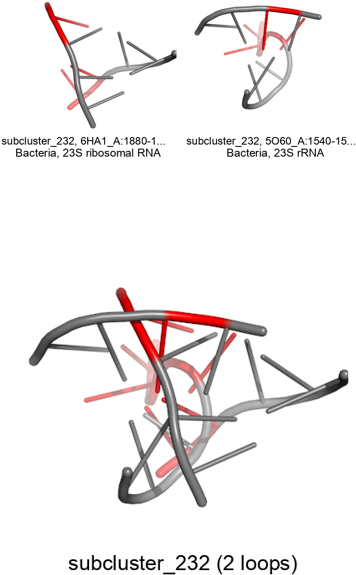 subcluster_232, 6HA1_A:1880-1...
Bacteria, 23S ribosomal RNA
subcluster_232, 5O60_A:1540-15...
Bacteria, 23S rRNA
subcluster_232 (2 loops)